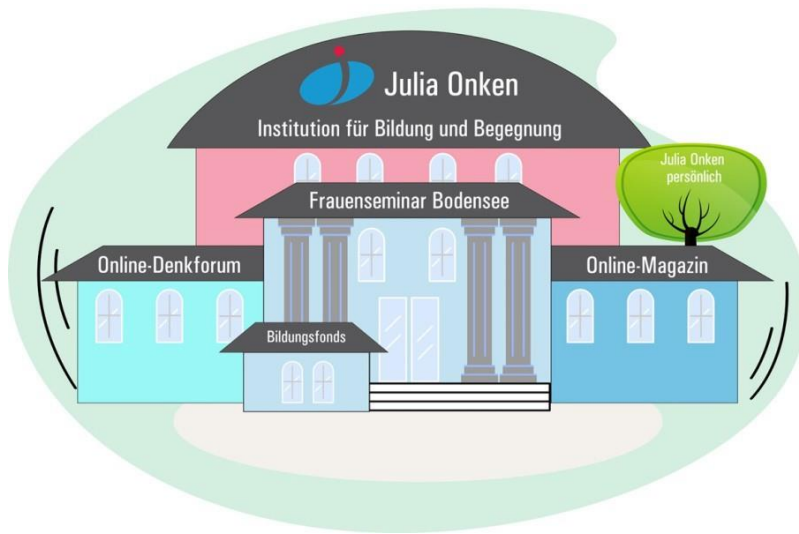 Julia Onken
Institution für Bildung und Begegnung
Julia Onken
persönlich
Frauenseminar Bodensee
Online-Denkforum
Online-Magazin
Bildungsfonds